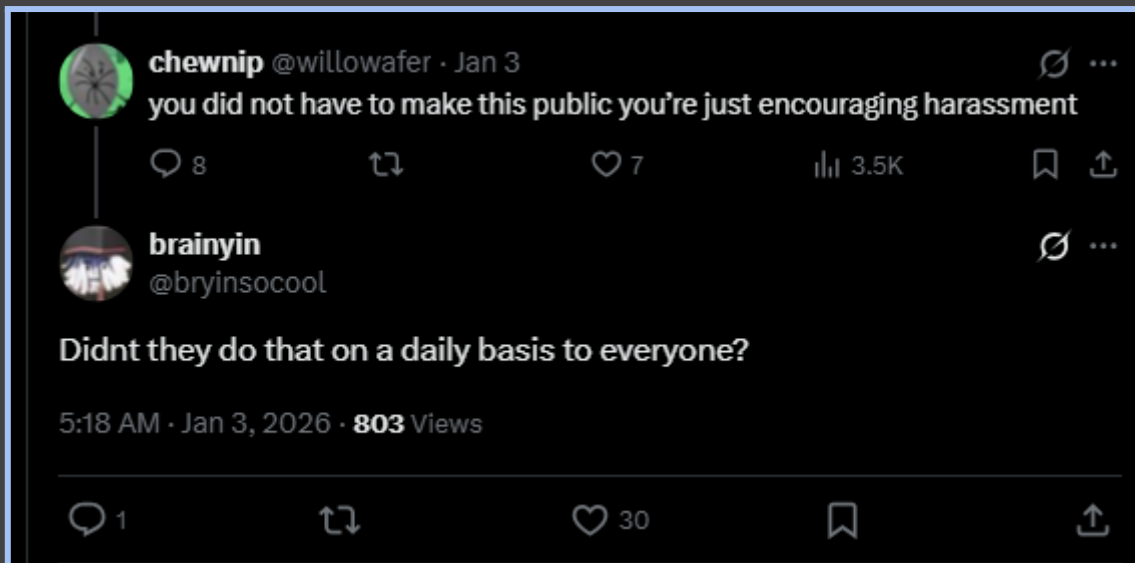 chewnip @willowafer · Jan 3
you did not have to make this public you’re just encouraging harassment
8 7 3.5K
brainyin
@bryinsocool
Didnt they do that on a daily basis to everyone?
5:18 AM · Jan 3, 2026 · 803 Views
1 30